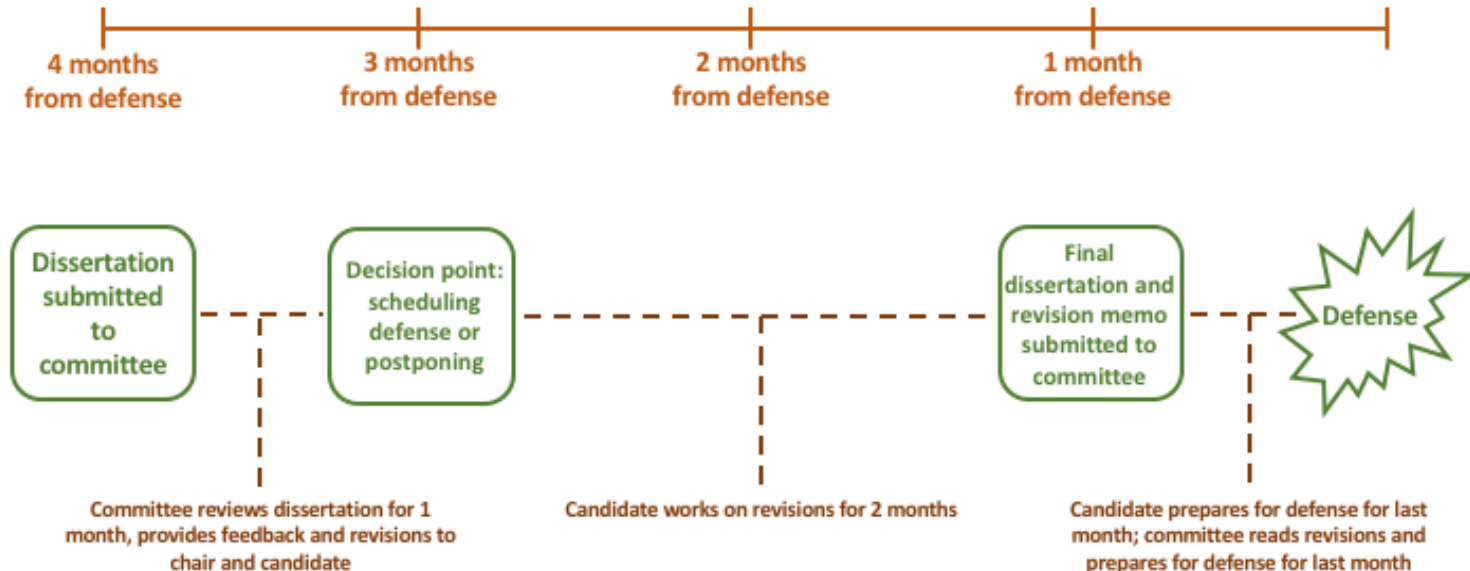 4 months
from defense
3 months
from defense
2 months
from defense
1 month
from defense
Dissertation
submitted
to
committee
Decision point:
scheduling
defense or
postponing
Final
dissertation and
revision memo
submitted to
committee
Defense
Committee reviews dissertation for 1
month, provides feedback and revisions to
chair and candidate
Candidate works on revisions for 2 months
Candidate prepares for defense for last
month; committee reads revisions and
prepares for defense for last month